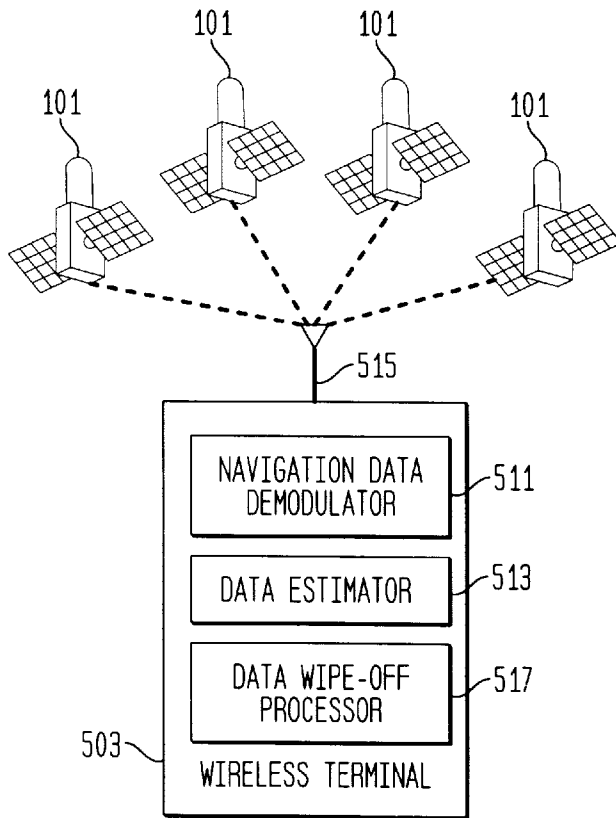 101
101
101
101
515
NAVIGATION DATA
DEMODULATOR
511
DATA ESTIMATOR
513
DATA WIPE-OFF
PROCESSOR
517
503
WIRELESS TERMINAL